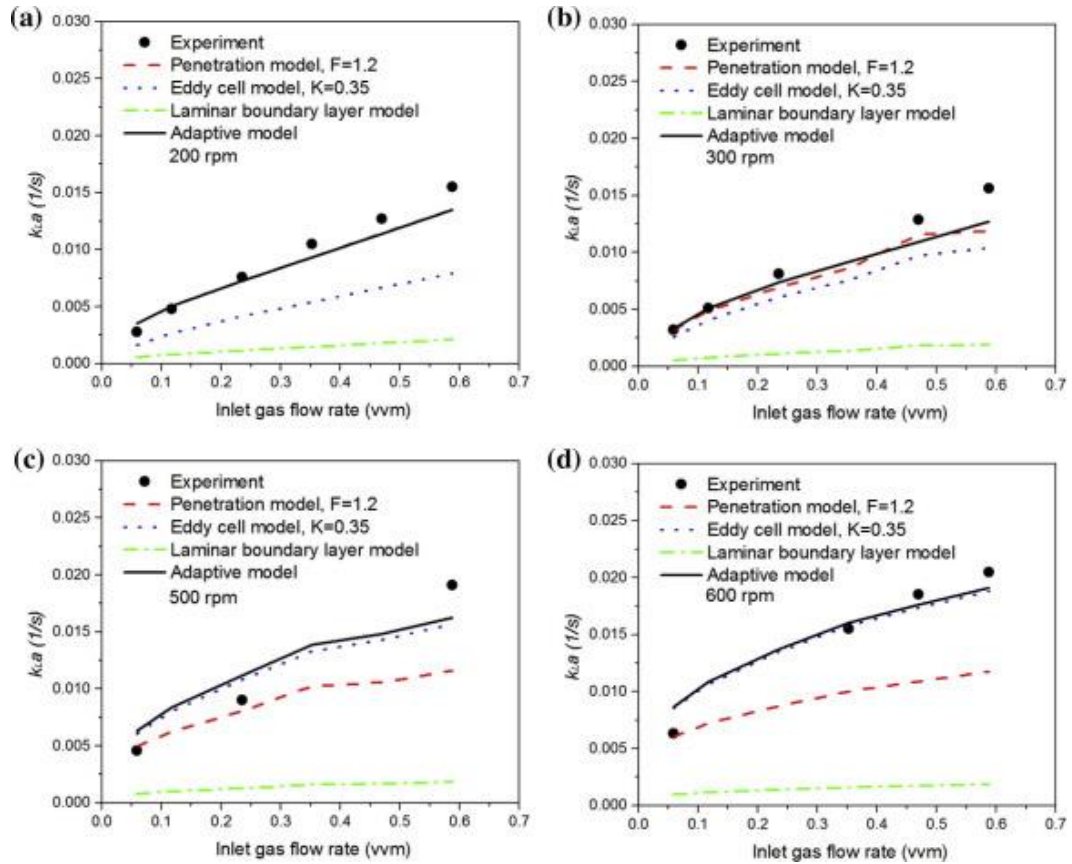 (a)
0.030
0.025
0.020
0.015
0.010
0.005
0.000
kLa (1/s)
Experiment
Penetration model, F=1.2
Eddy cell model, K=0.35
Laminar boundary layer model
Adaptive model
200 rpm
0.0 0.1 0.2 0.3 0.4 0.5 0.6 0.7
Inlet gas flow rate (vvm)
(b)
0.030
0.025
0.020
0.015
0.010
0.005
0.000
kLa (1/s)
Experiment
Penetration model, F=1.2
Eddy cell model, K=0.35
Laminar boundary layer model
Adaptive model
300 rpm
0.0 0.1 0.2 0.3 0.4 0.5 0.6 0.7
Inlet gas flow rate (vvm)
(c)
0.030
0.025
0.020
0.015
0.010
0.005
0.000
kLa (1/s)
Experiment
Penetration model, F=1.2
Eddy cell model, K=0.35
Laminar boundary layer model
Adaptive model
500 rpm
0.0 0.1 0.2 0.3 0.4 0.5 0.6 0.7
Inlet gas flow rate (vvm)
(d)
0.030
0.025
0.020
0.015
0.010
0.005
0.000
kLa (1/s)
Experiment
Penetration model, F=1.2
Eddy cell model, K=0.35
Laminar boundary layer model
Adaptive model
600 rpm
0.0 0.1 0.2 0.3 0.4 0.5 0.6 0.7
Inlet gas flow rate (vvm)